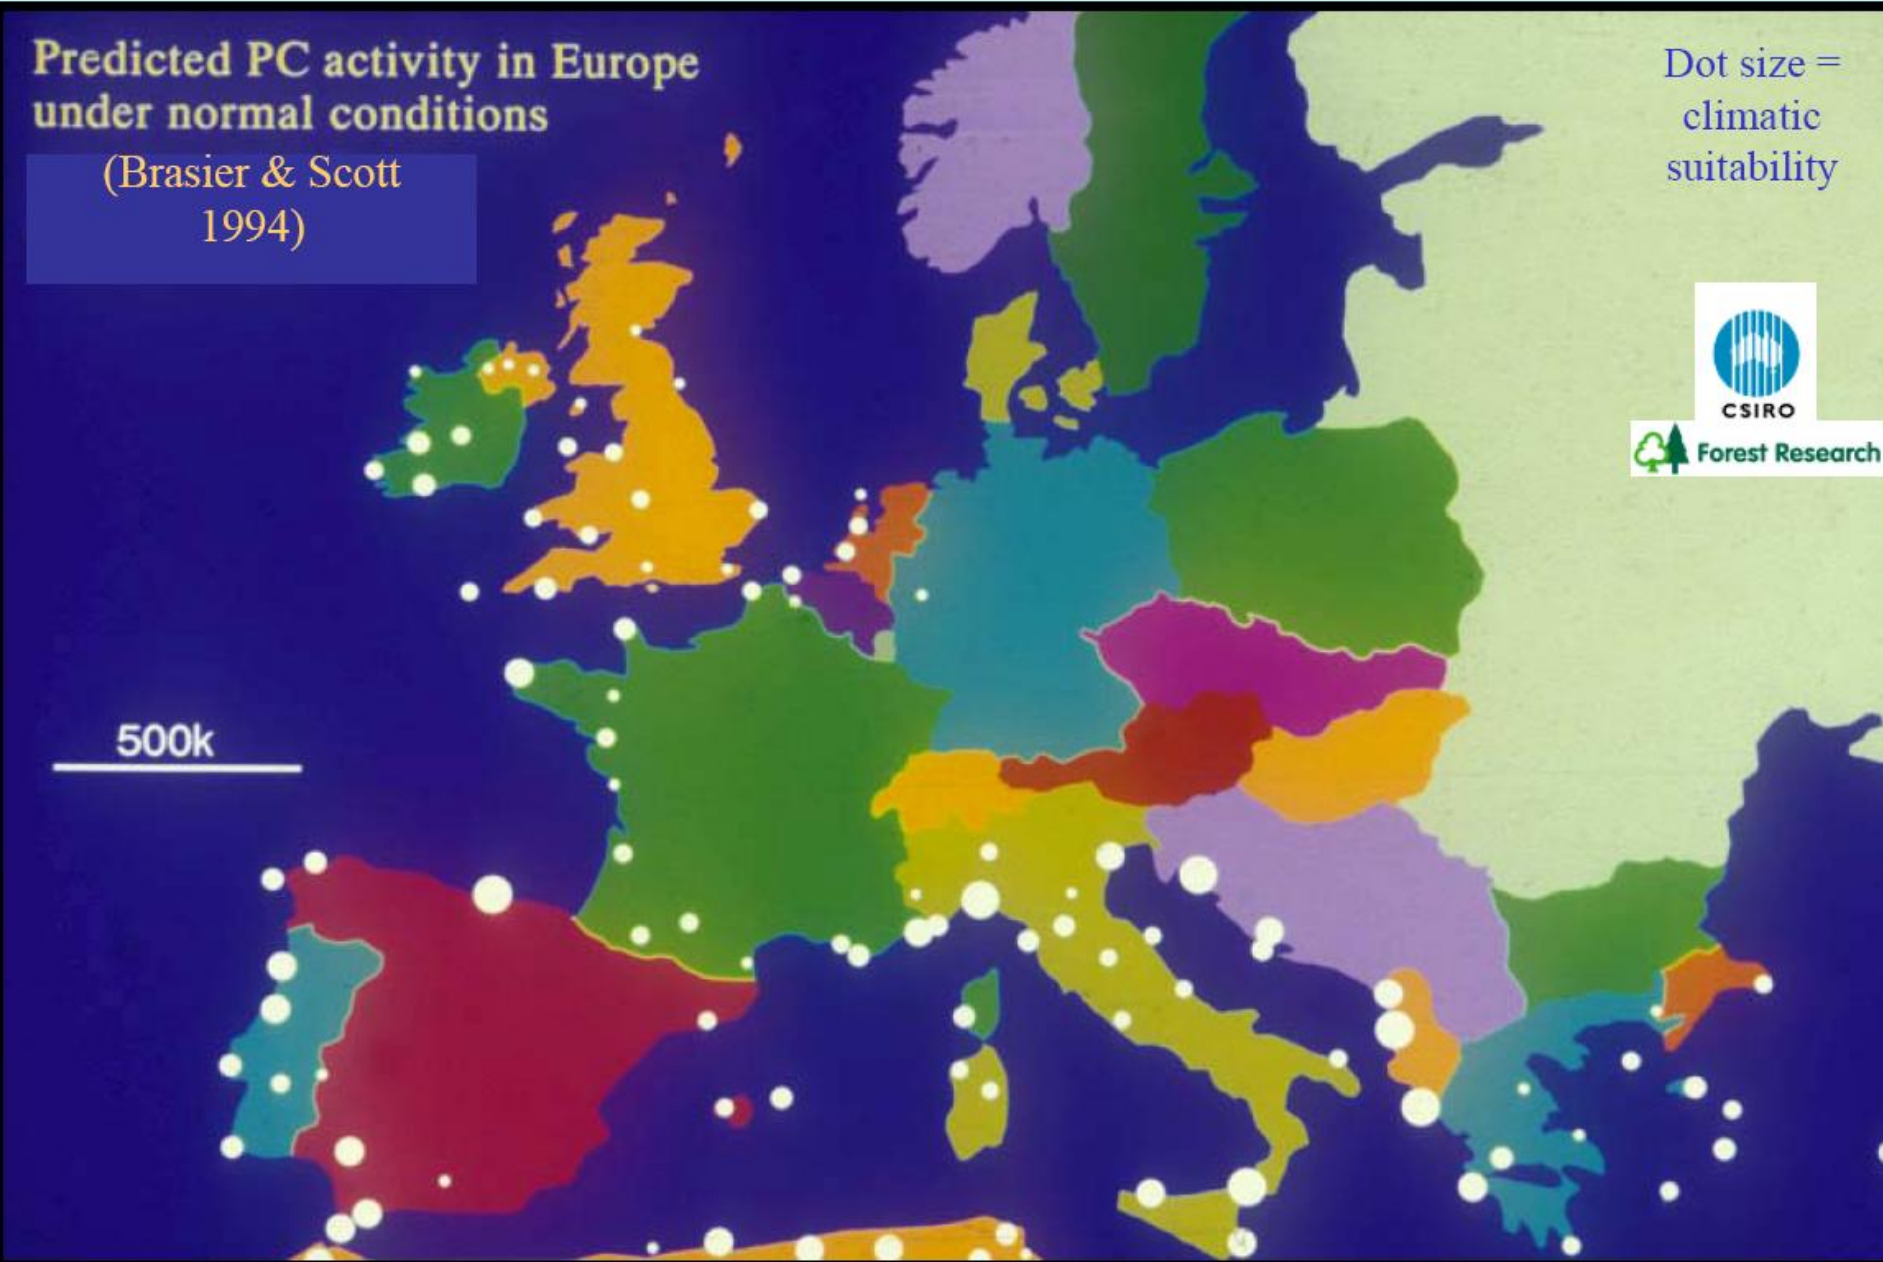 Predicted PC activity in Europe
under normal conditions
(Brasier & Scott
1994)
Dot size =
climatic
suitability
CSIRO
Forest Research
500k